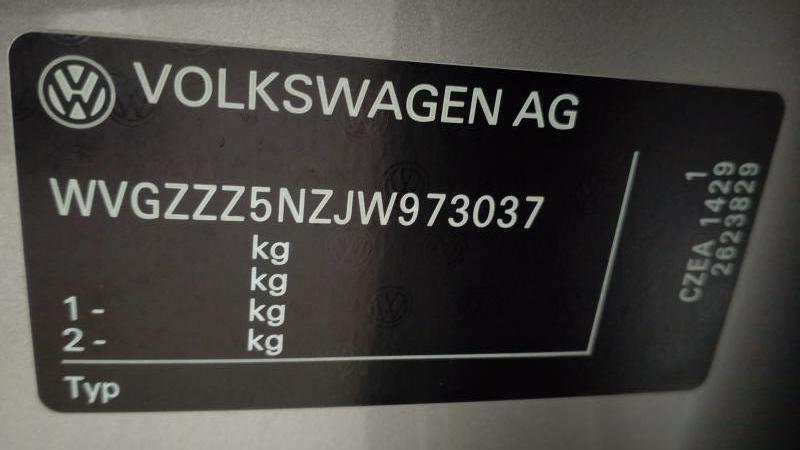 VOLKSWAGEN AG
WVGZZZ5NZJW973037
kg
kg
1 - kg
2 - kg
Typ
1
CZEA 1429
2623829